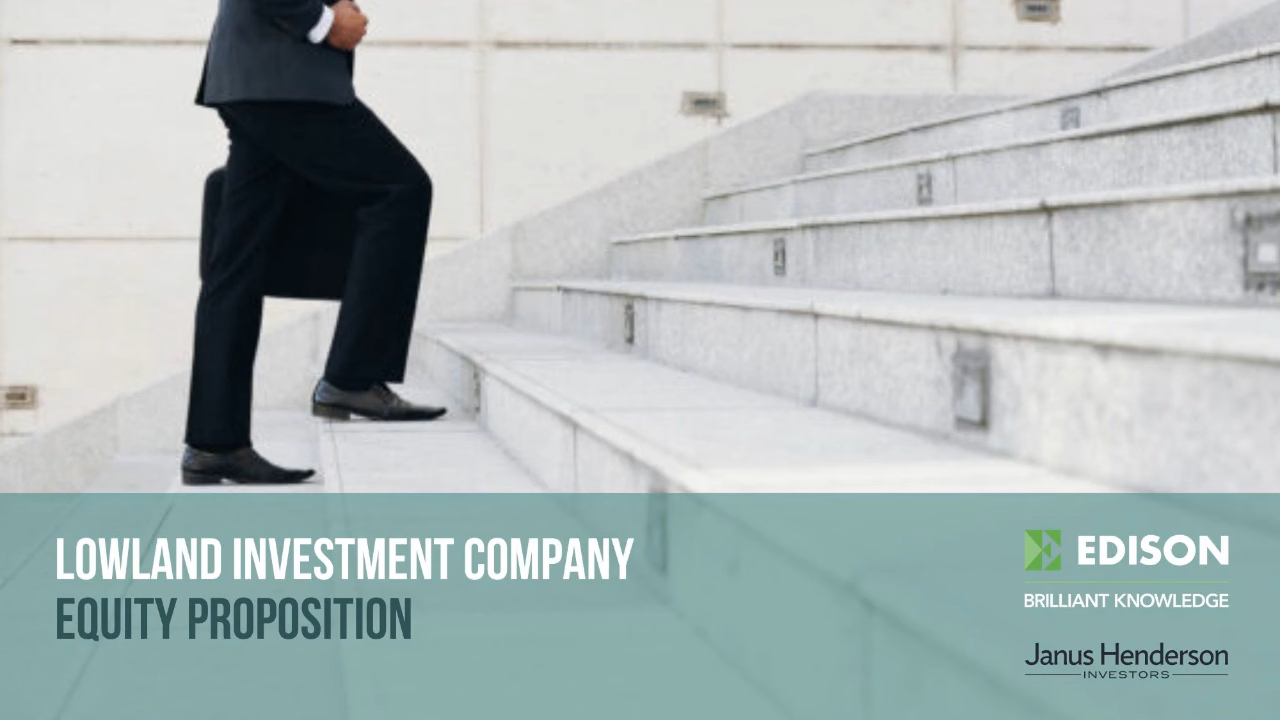 LOWLAND INVESTMENT COMPANY
EQUITY PROPOSITION
EDISON
BRILLIANT KNOWLEDGE
Janus Henderson
INVESTORS